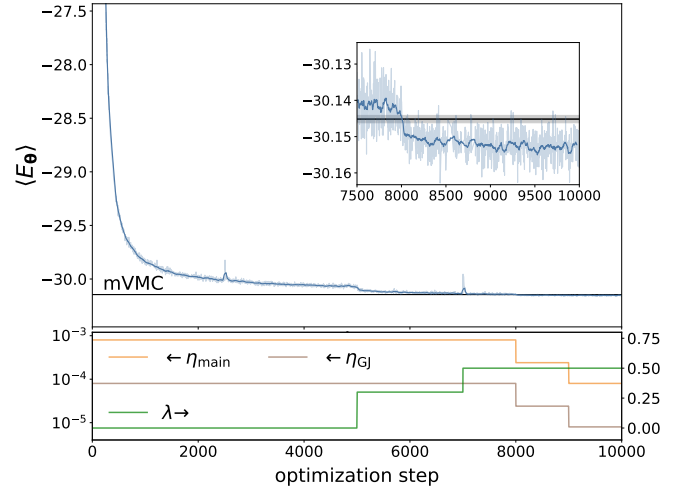 −27.5
−28.0
−28.5
−29.0
−29.5
−30.0
⟨E_θ⟩
mVMC
−30.13
−30.14
−30.15
−30.16
7500 8000 8500 9000 9500 10000
10⁻³
10⁻⁴
10⁻⁵
← η_main ← η_GJ
λ→
0.75
0.50
0.25
0.00
0 2000 4000 6000 8000 10000
optimization step